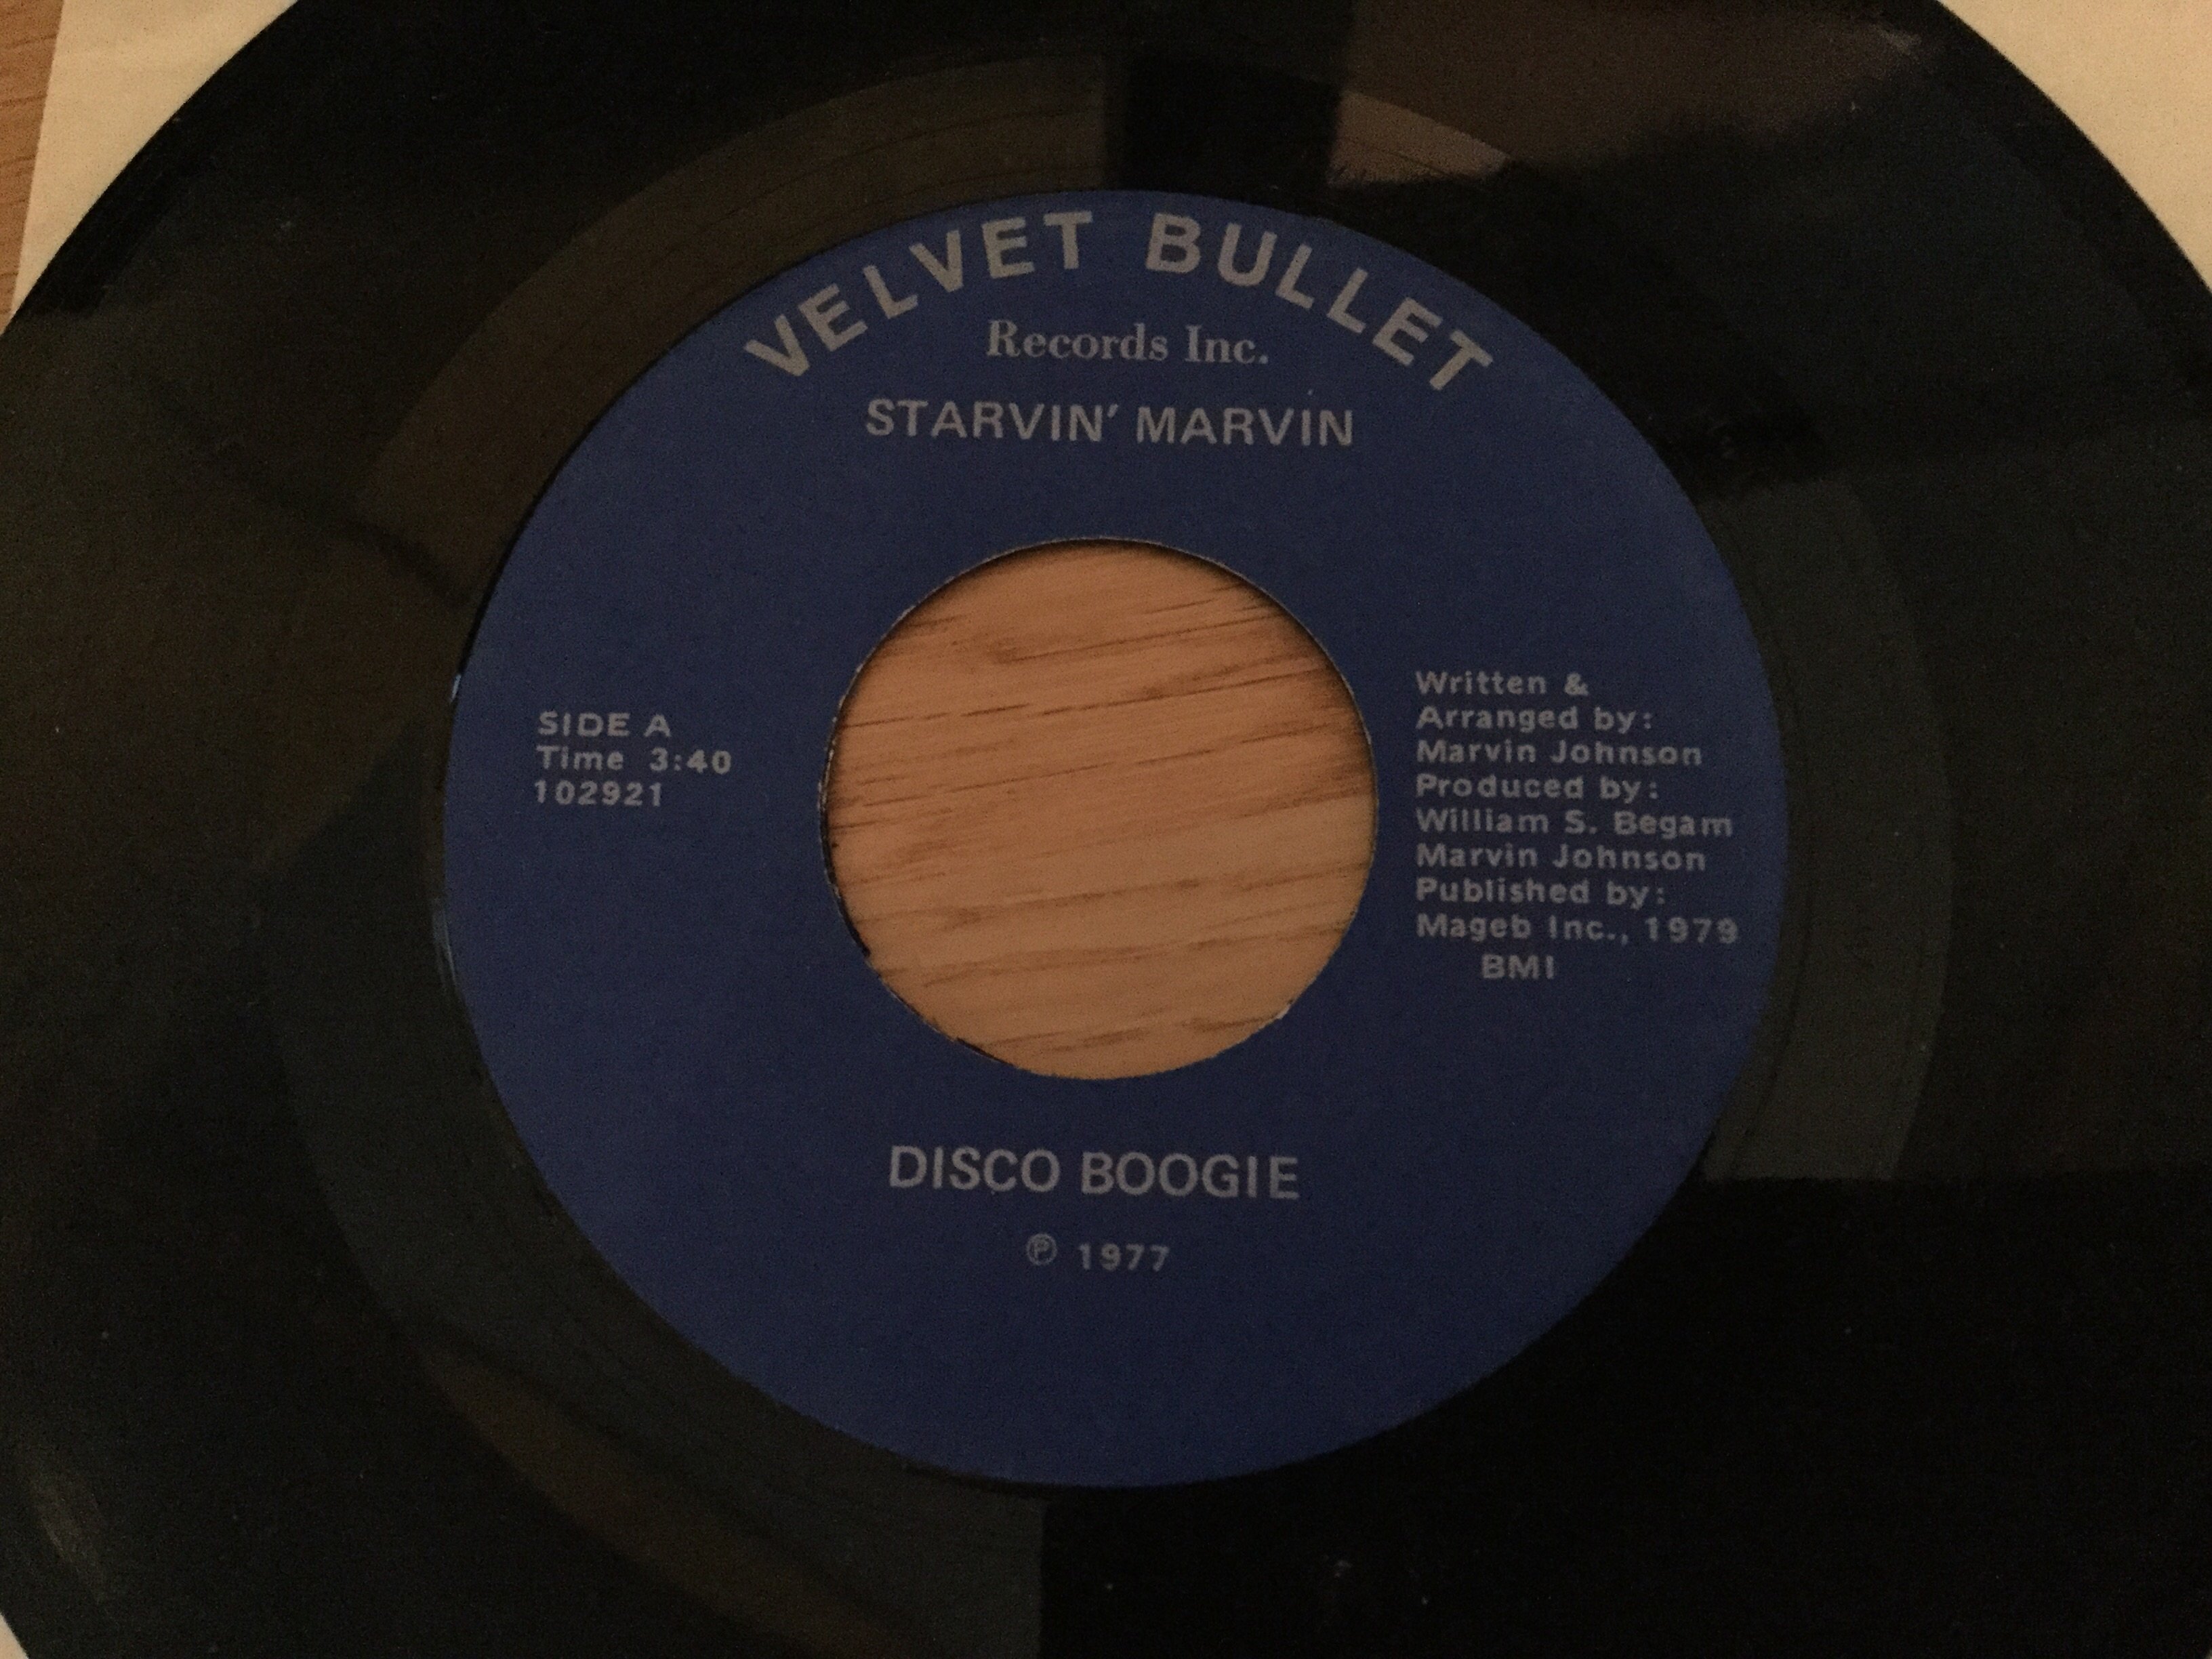 VELVET BULLET
Records Inc.
STARVIN' MARVIN
SIDE A
Time 3:40
102921
Written &
Arranged by:
Marvin Johnson
Produced by:
William S. Begam
Marvin Johnson
Published by:
Mageb Inc., 1979
BMI
DISCO BOOGIE
℗ 1977